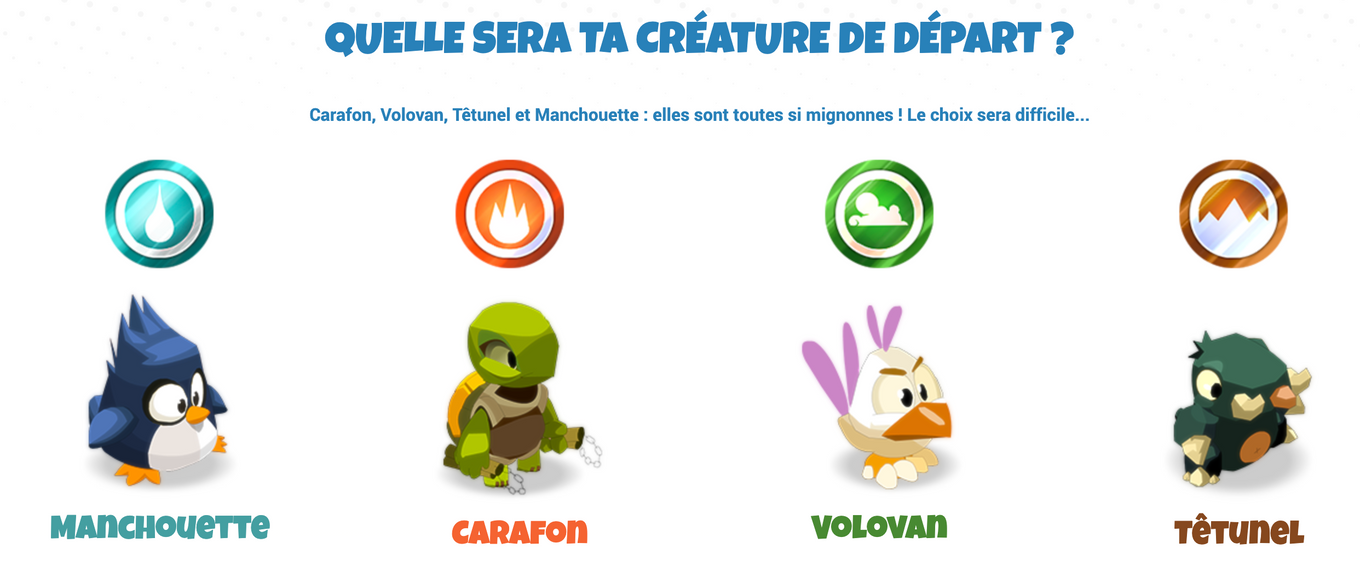 QUELLE SERA TA CRÉATURE DE DÉPART ?
Carafon, Volovan, Têtunel et Manchouette : elles sont toutes si mignonnes ! Le choix sera difficile...
MANCHOUETTE
CARAFON
VOLOVAN
TÊTUNEL